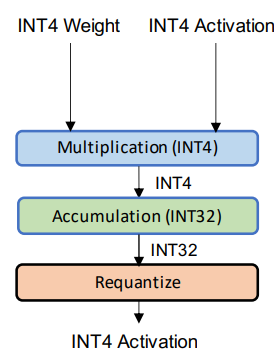 INT4 Weight INT4 Activation
Multiplication (INT4)
INT4
Accumulation (INT32)
INT32
Requantize
INT4 Activation